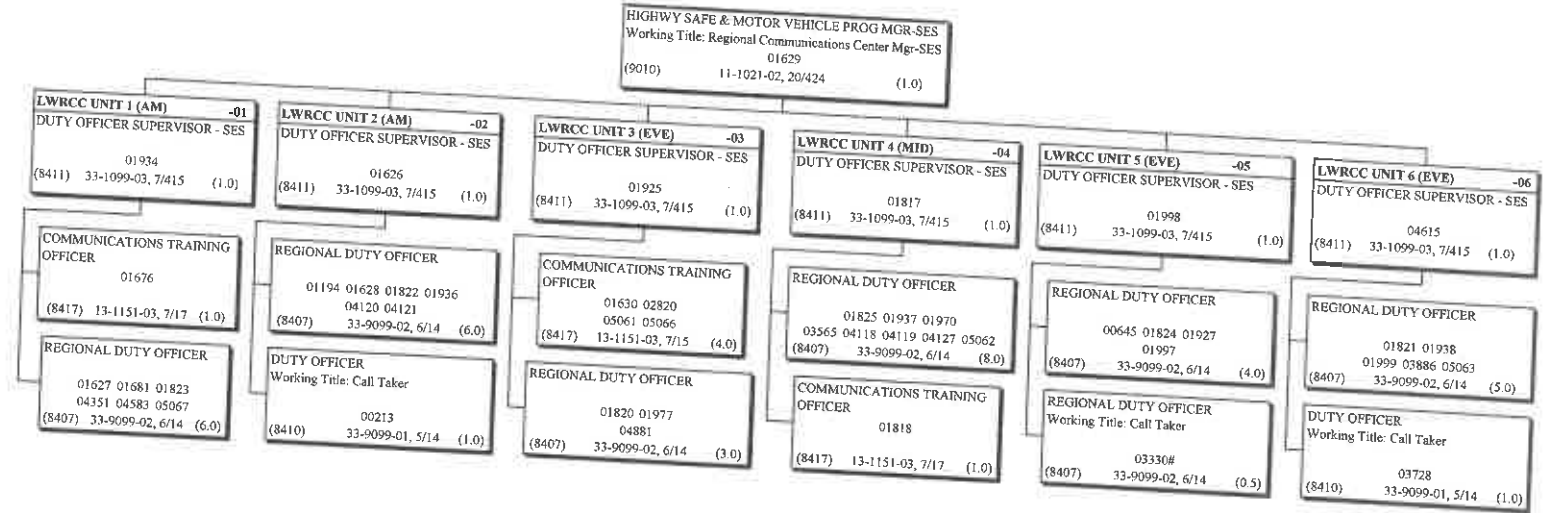 HIGHWY SAFE & MOTOR VEHICLE PROG MGR-SES
Working Title: Regional Communications Center Mgr-SES
01629
(9010) 11-1021-02, 20/424 (1.0)
LWRCC UNIT 1 (AM) -01
DUTY OFFICER SUPERVISOR - SES
01934
(8411) 33-1099-03, 7/415 (1.0)
COMMUNICATIONS TRAINING
OFFICER
01676
(8417) 13-1151-03, 7/17 (1.0)
REGIONAL DUTY OFFICER
01627 01681 01823
04351 04583 05067
(8407) 33-9099-02, 6/14 (6.0)
LWRCC UNIT 2 (AM) -02
DUTY OFFICER SUPERVISOR - SES
01626
(8411) 33-1099-03, 7/415 (1.0)
REGIONAL DUTY OFFICER
01194 01628 01822 01936
04120 04121
(8407) 33-9099-02, 6/14 (6.0)
DUTY OFFICER
Working Title: Call Taker
00213
(8410) 33-9099-01, 5/14 (1.0)
LWRCC UNIT 3 (EVE) -03
DUTY OFFICER SUPERVISOR - SES
01925
(8411) 33-1099-03, 7/415 (1.0)
COMMUNICATIONS TRAINING
OFFICER
01630 02820
05061 05066
(8417) 13-1151-03, 7/15 (4.0)
REGIONAL DUTY OFFICER
01820 01977
04881
(8407) 33-9099-02, 6/14 (3.0)
LWRCC UNIT 4 (MID) -04
DUTY OFFICER SUPERVISOR - SES
01817
(8411) 33-1099-03, 7/415 (1.0)
REGIONAL DUTY OFFICER
01825 01937 01970
03565 04118 04119 04127 05062
(8407) 33-9099-02, 6/14 (8.0)
COMMUNICATIONS TRAINING
OFFICER
01818
(8417) 13-1151-03, 7/17 (1.0)
LWRCC UNIT 5 (EVE) -05
DUTY OFFICER SUPERVISOR - SES
01998
(8411) 33-1099-03, 7/415 (1.0)
REGIONAL DUTY OFFICER
00645 01824 01927
01997
(8407) 33-9099-02, 6/14 (4.0)
REGIONAL DUTY OFFICER
Working Title: Call Taker
03330#
(8407) 33-9099-02, 6/14 (0.5)
LWRCC UNIT 6 (EVE) -06
DUTY OFFICER SUPERVISOR - SES
04615
(8411) 33-1099-03, 7/415 (1.0)
REGIONAL DUTY OFFICER
01821 01938
01999 03886 05063
(8407) 33-9099-02, 6/14 (5.0)
DUTY OFFICER
Working Title: Call Taker
03728
(8410) 33-9099-01, 5/14 (1.0)